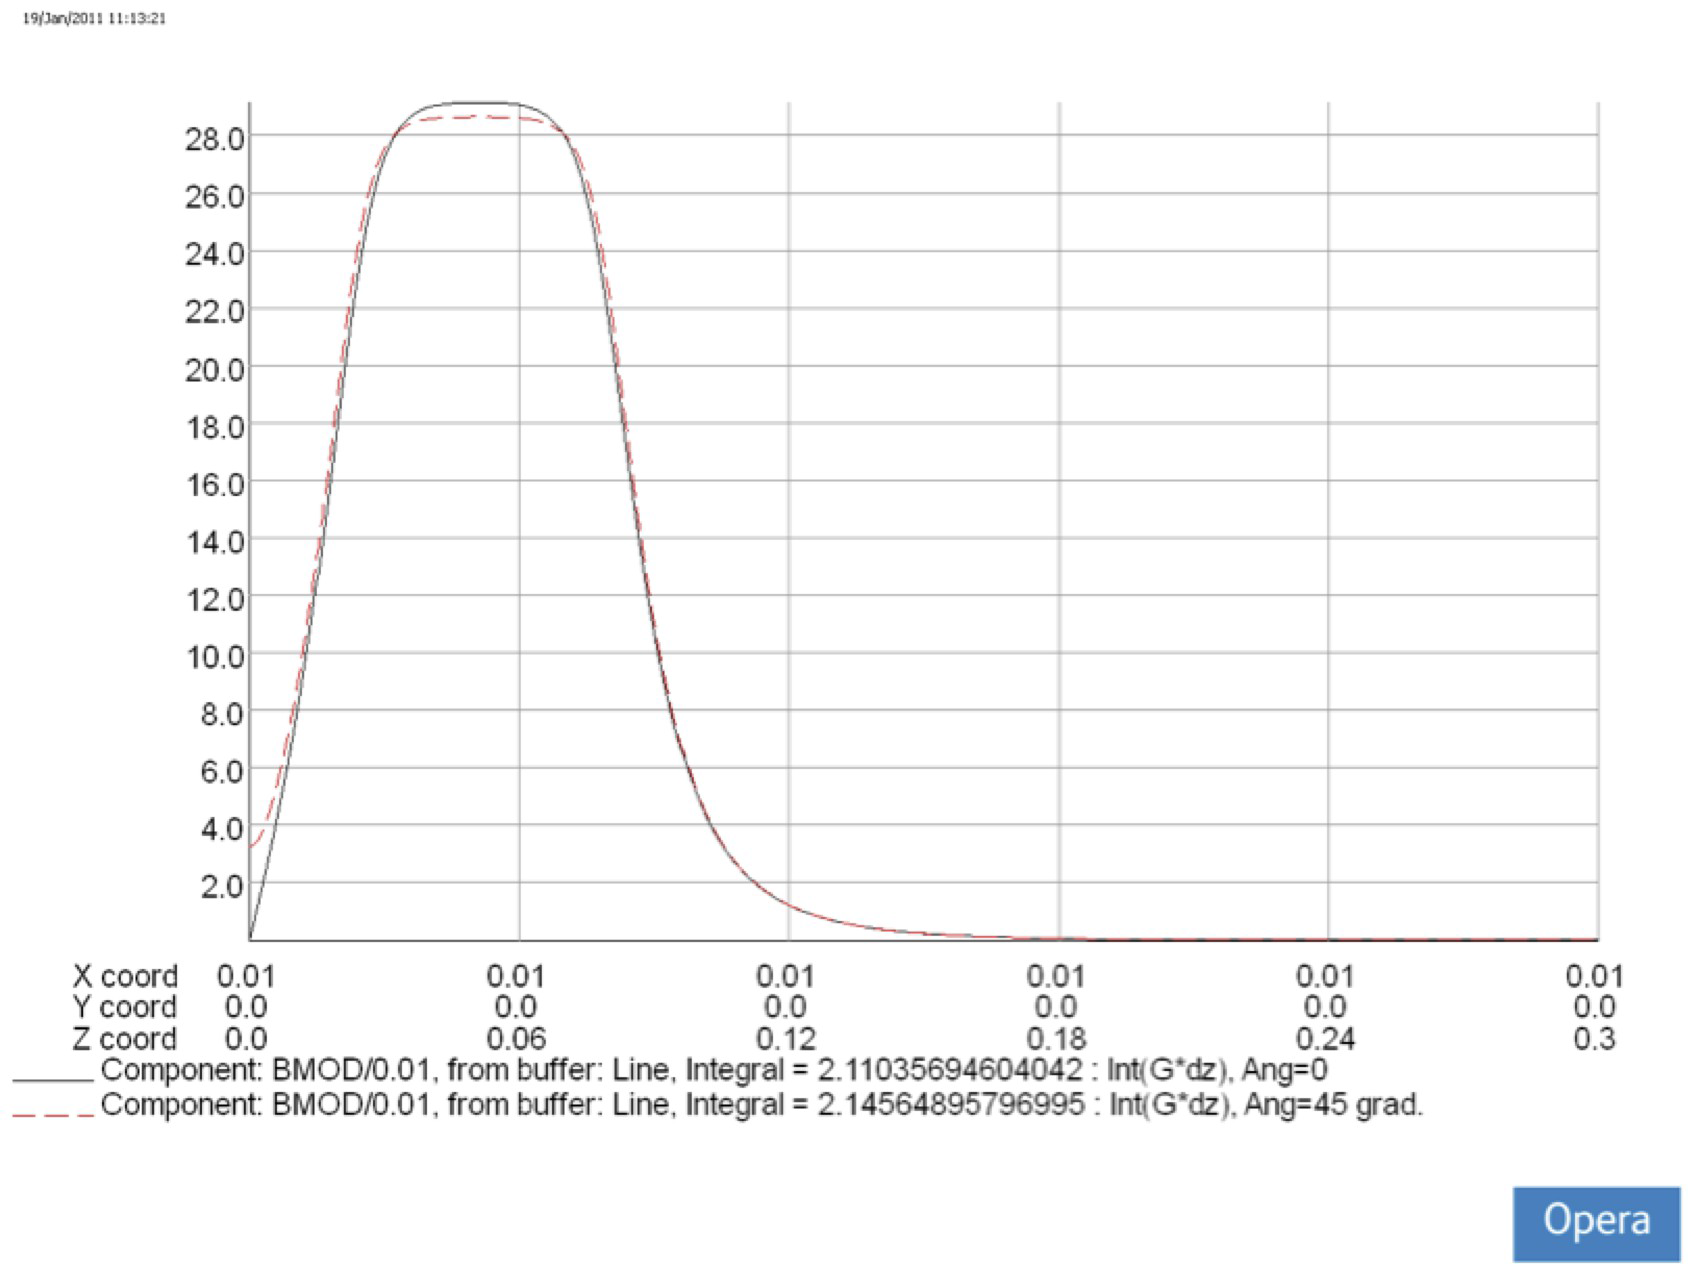 19/Jan/2011 11:13:21
28.0
26.0
24.0
22.0
20.0
18.0
16.0
14.0
12.0
10.0
8.0
6.0
4.0
2.0
X coord 0.01 0.01 0.01 0.01 0.01 0.01
Y coord 0.0 0.0 0.0 0.0 0.0 0.0
Z coord 0.0 0.06 0.12 0.18 0.24 0.3
Component: BMOD/0.01, from buffer: Line, Integral = 2.11035694604042 : Int(G*dz), Ang=0
Component: BMOD/0.01, from buffer: Line, Integral = 2.14564895796995 : Int(G*dz), Ang=45 grad.
Opera